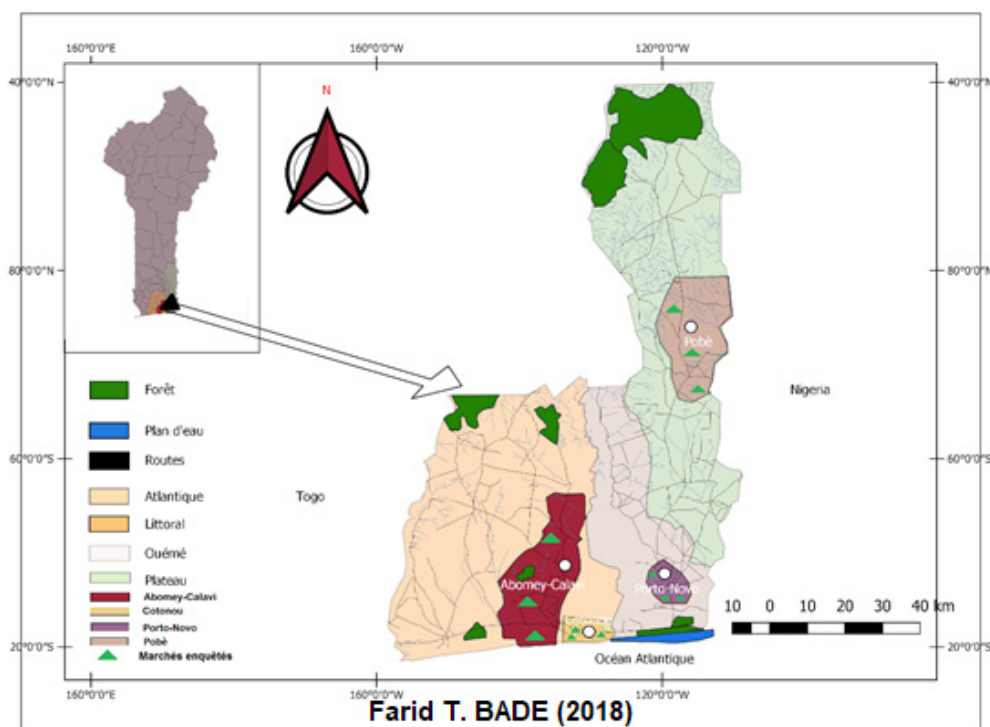 160°0.0'E
160°0.0'W
120°0.0'W
40°0.0'N
40°0.0'N
N
80°0.0'N
80°0.0'N
Pobè
Nigeria
Forêt
Plan d'eau
Routes
60°0.0'S
60°0.0'S
Atlantique
Togo
Littoral
Ouémé
Plateau
Abomey-Calavi
Cotonou
Porto-Novo
Pobè
Marchés enquêtés
Abomey-Calavi
Porto-Novo
10 0 10 20 30 40 km
20°0.0'S
20°0.0'S
Océan Atlantique
160°0.0'E
160°0.0'W
120°0.0'W
Farid T. BADE (2018)